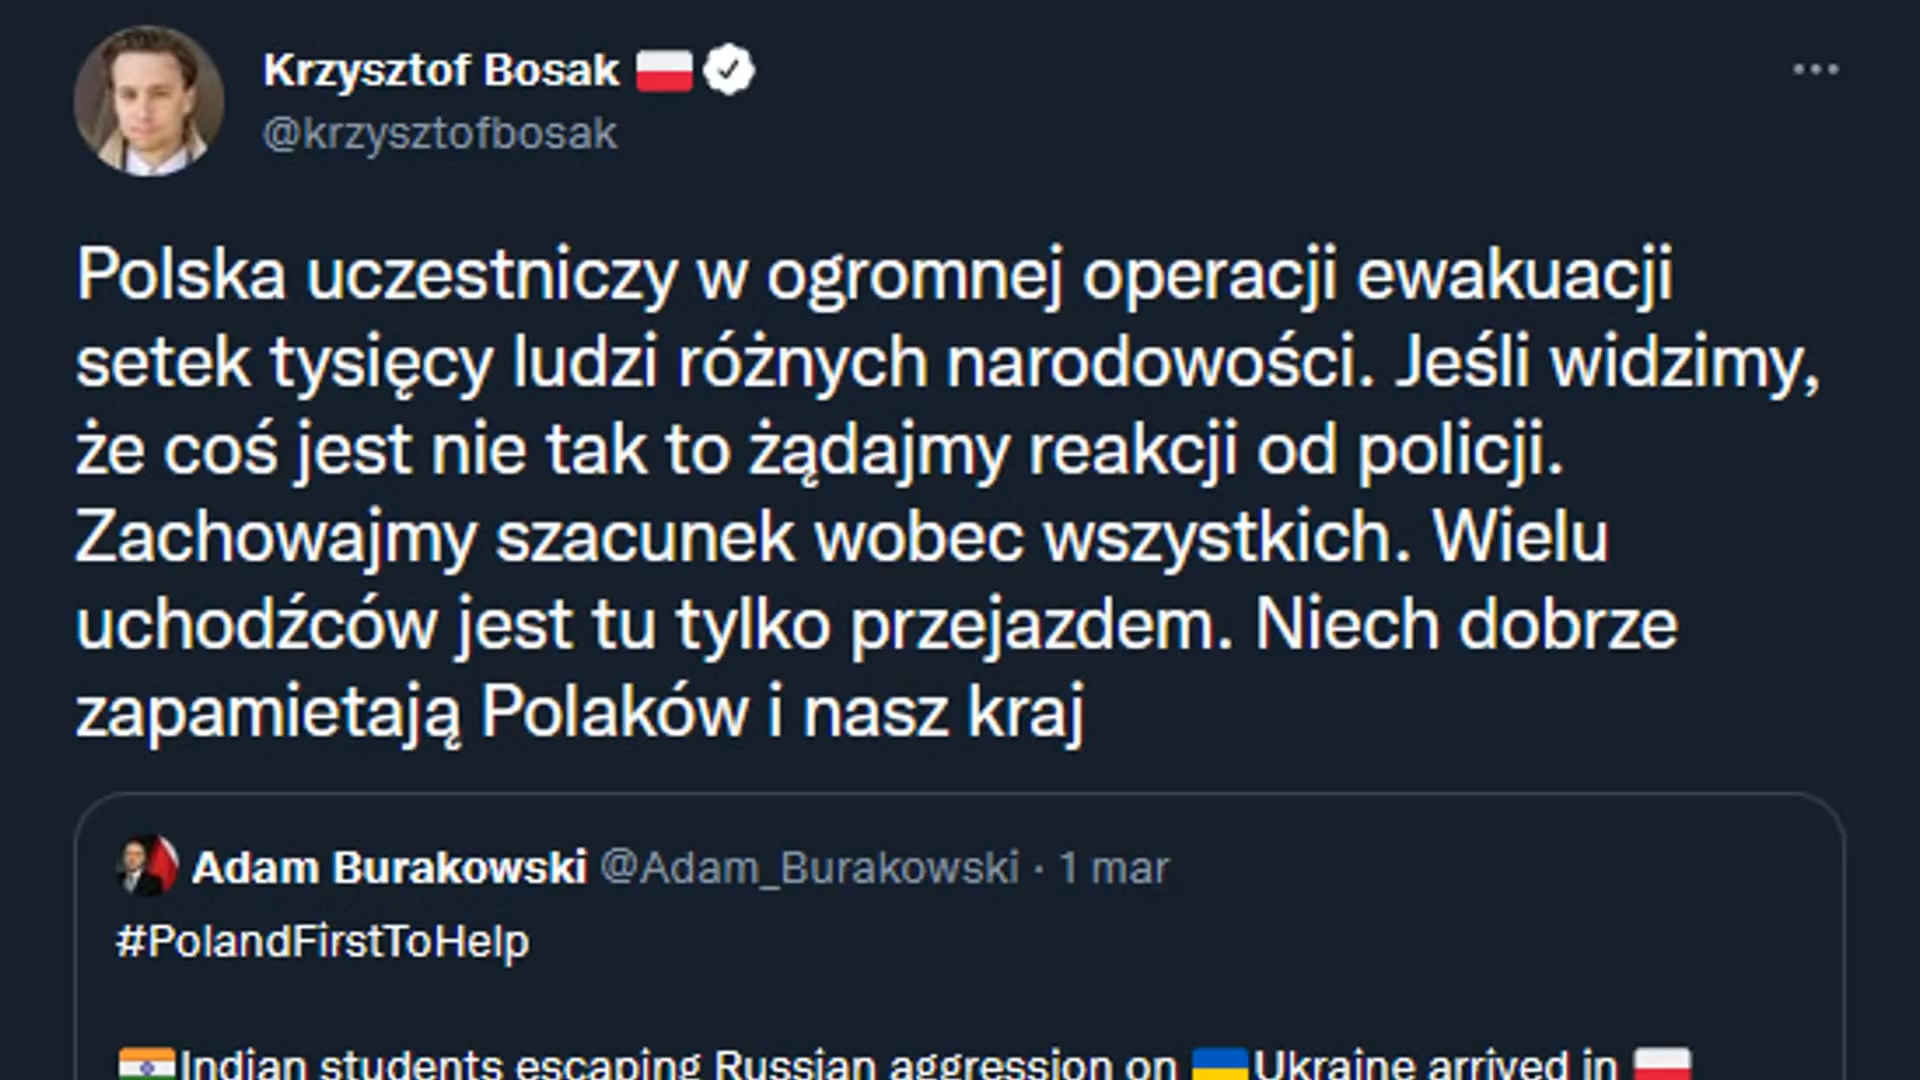 Krzysztof Bosak
@krzysztofbosak
Polska uczestniczy w ogromnej operacji ewakuacji
setek tysięcy ludzi różnych narodowości. Jeśli widzimy,
że coś jest nie tak to żądajmy reakcji od policji.
Zachowajmy szacunek wobec wszystkich. Wielu
uchodźców jest tu tylko przejazdem. Niech dobrze
zapamietają Polaków i nasz kraj
Adam Burakowski @Adam_Burakowski · 1 mar
#PolandFirstToHelp
Indian students escaping Russian aggression on Ukraine arrived in